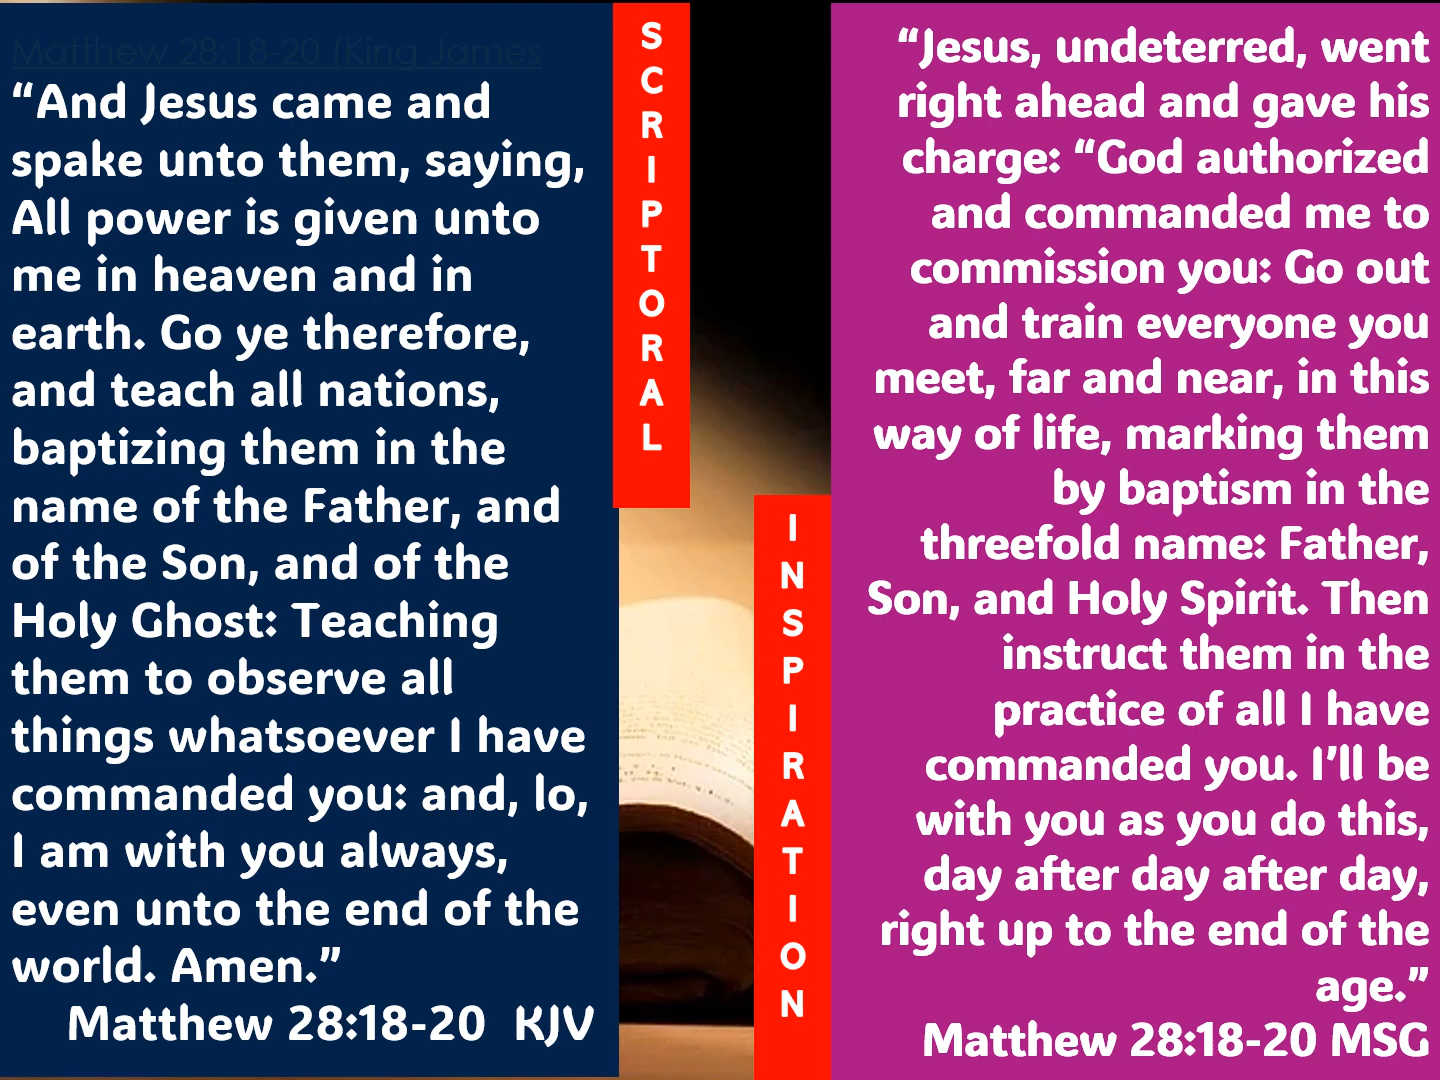 Matthew 28:18-20 (King James
“And Jesus came and
spake unto them, saying,
All power is given unto
me in heaven and in
earth. Go ye therefore,
and teach all nations,
baptizing them in the
name of the Father, and
of the Son, and of the
Holy Ghost: Teaching
them to observe all
things whatsoever I have
commanded you: and, lo,
I am with you always,
even unto the end of the
world. Amen.”
Matthew 28:18-20 KJV
S
C
R
I
P
T
O
R
A
L
I
N
S
P
I
R
A
T
I
O
N
“Jesus, undeterred, went
right ahead and gave his
charge: “God authorized
and commanded me to
commission you: Go out
and train everyone you
meet, far and near, in this
way of life, marking them
by baptism in the
threefold name: Father,
Son, and Holy Spirit. Then
instruct them in the
practice of all I have
commanded you. I’ll be
with you as you do this,
day after day after day,
right up to the end of the
age.”
Matthew 28:18-20 MSG